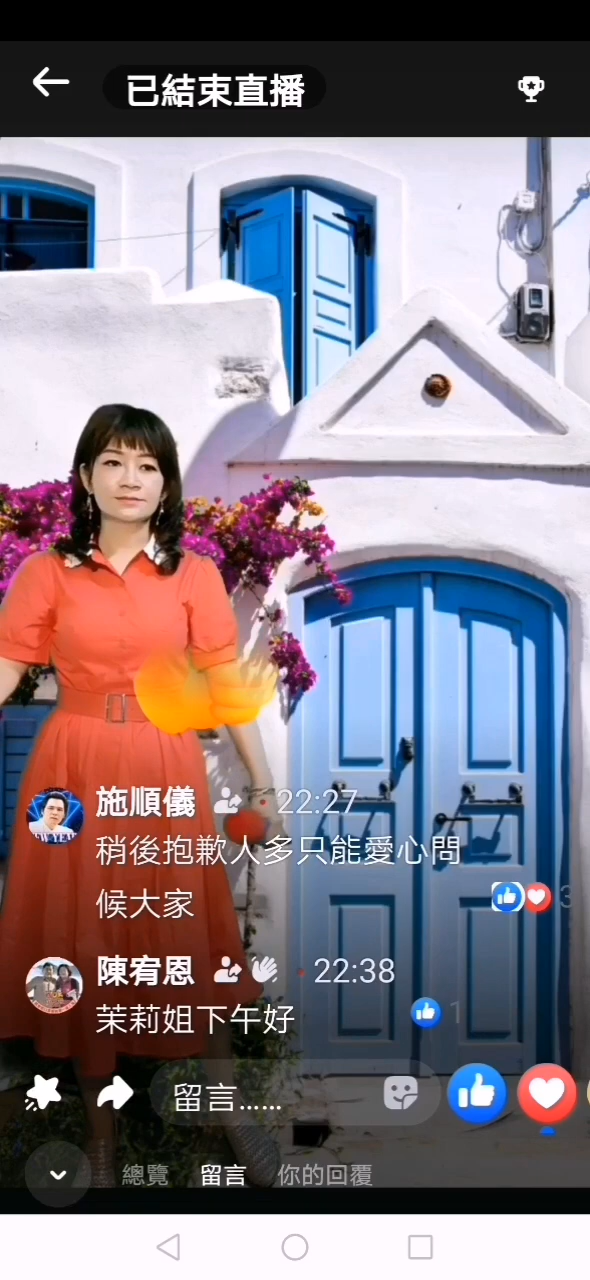 已結束直播
施順儀 22:27
稍後抱歉人多只能愛心問
候大家
3
陳宥恩 22:38
茉莉姐下午好
1
留言......
總覽 留言 你的回覆